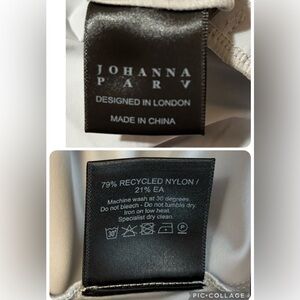 JOHANNA
PARV
DESIGNED IN LONDON
MADE IN CHINA
79% RECYCLED NYLON /
21% EA
Machine wash at 30 degrees.
Do not bleach - Do not tumble dry.
Iron on low heat.
Specialist dry clean.
30° P
PIC•COLLAGE